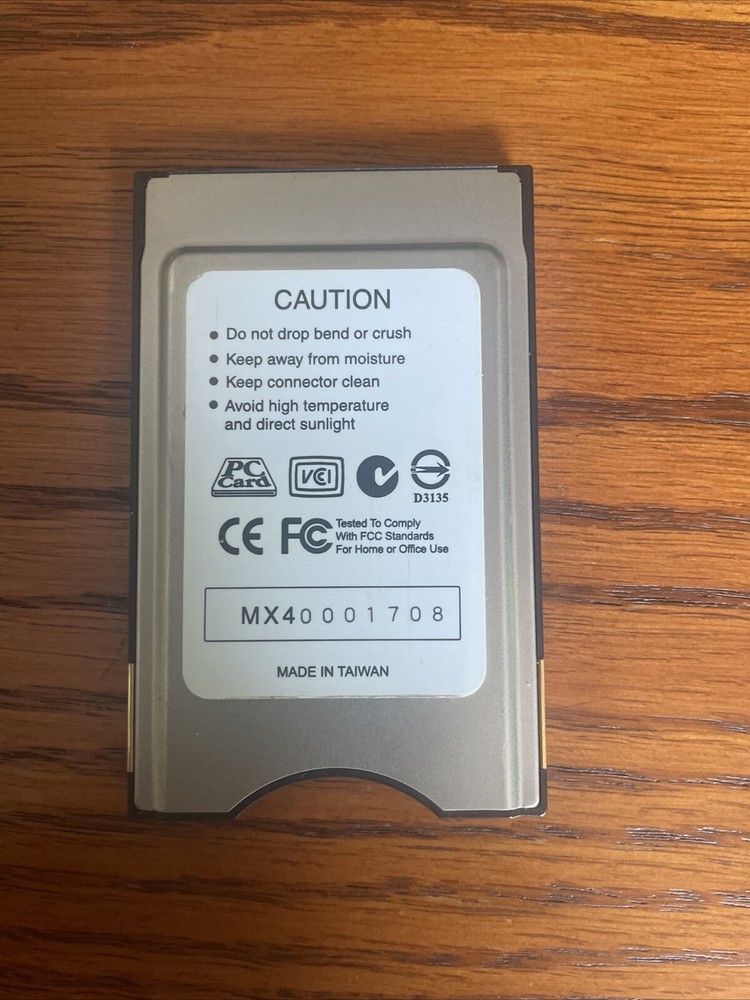 CAUTION
• Do not drop bend or crush
• Keep away from moisture
• Keep connector clean
• Avoid high temperature
and direct sunlight
PC
Card
VCI
D3135
CE FC Tested To Comply
With FCC Standards
For Home or Office Use
MX40001708
MADE IN TAIWAN